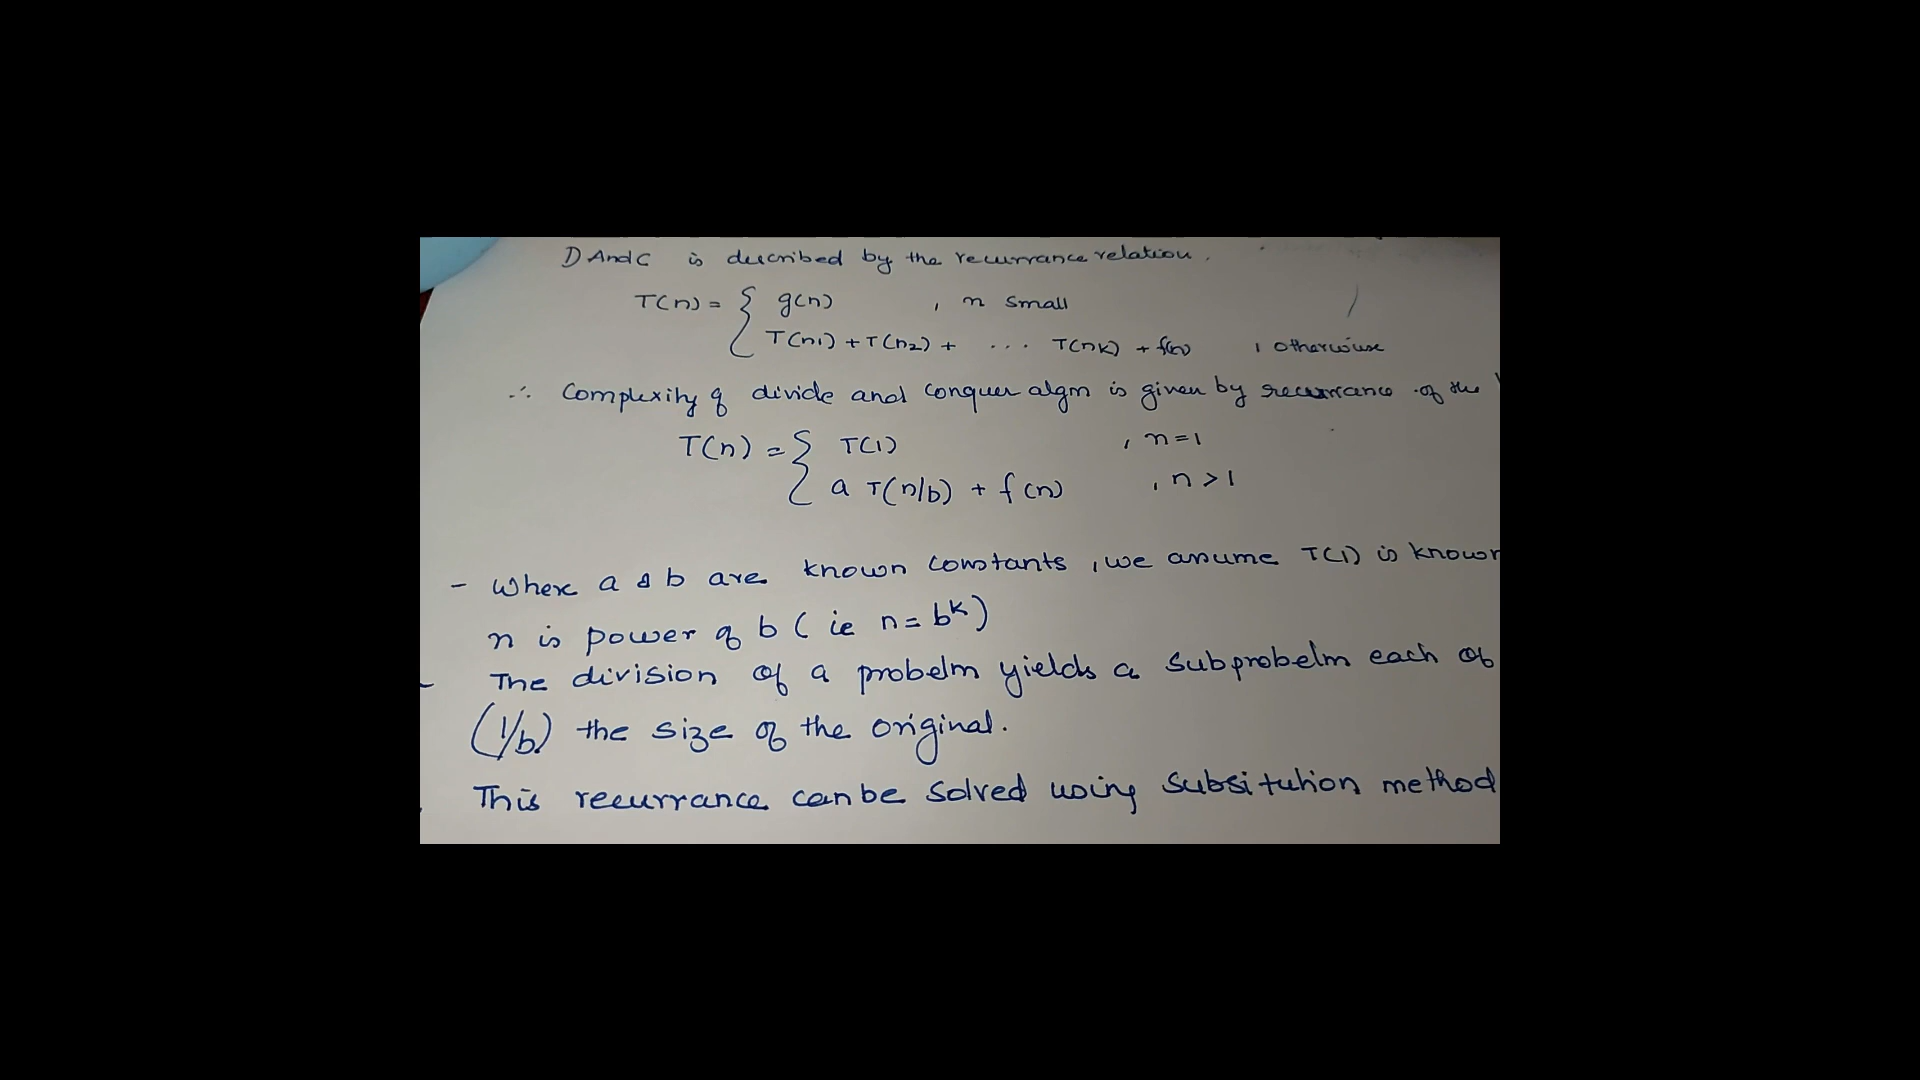 D And C is described by the recurrance relation.
T(n) = { g(n) , n small
T(n1) + T(n2) + ... T(nk) + f(n) , otherwise
∴ Complexity of divide and conquer algm is given by recurrance of the
T(n) = { T(1) , n = 1
a T(n/b) + f(n) , n > 1
- Where a & b are known constants , we assume T(1) is known
n is power of b ( ie n = b^k )
- The division of a probelm yields a subprobelm each of
(1/b) the size of the original.
This recurrance can be solved using subsitution method